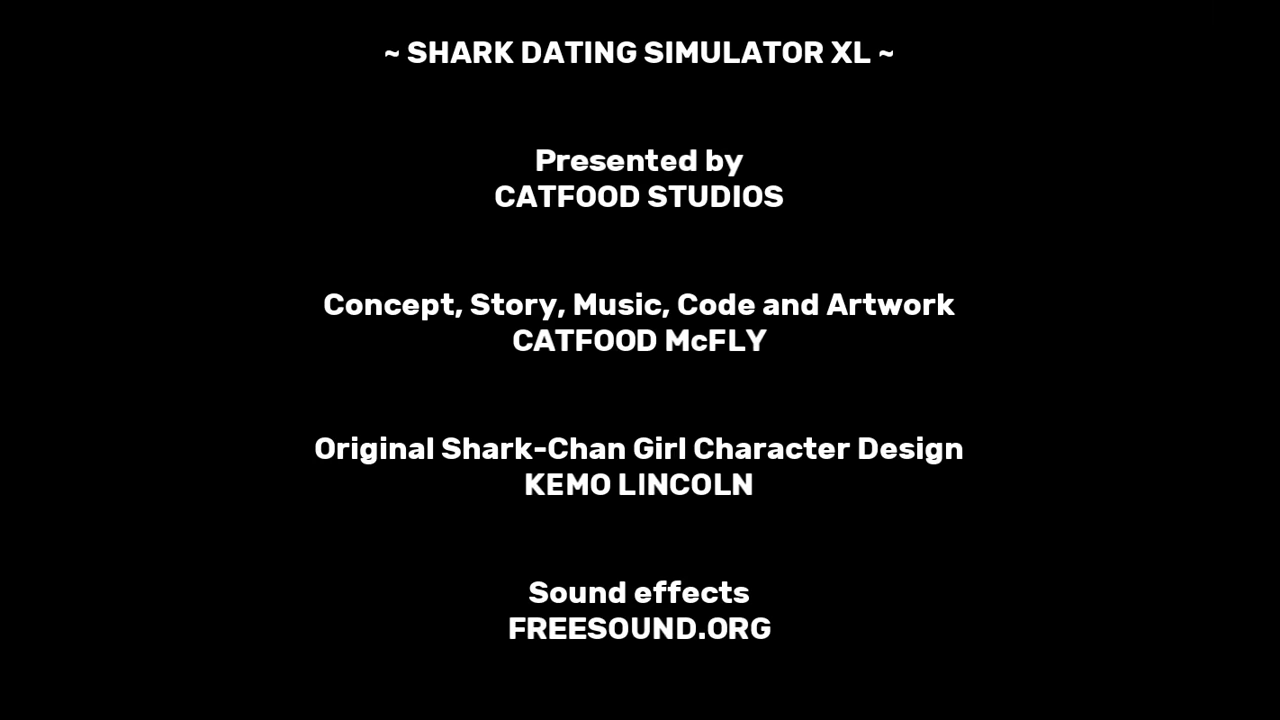 ~ SHARK DATING SIMULATOR XL ~
Presented by
CATFOOD STUDIOS
Concept, Story, Music, Code and Artwork
CATFOOD McFLY
Original Shark-Chan Girl Character Design
KEMO LINCOLN
Sound effects
FREESOUND.ORG